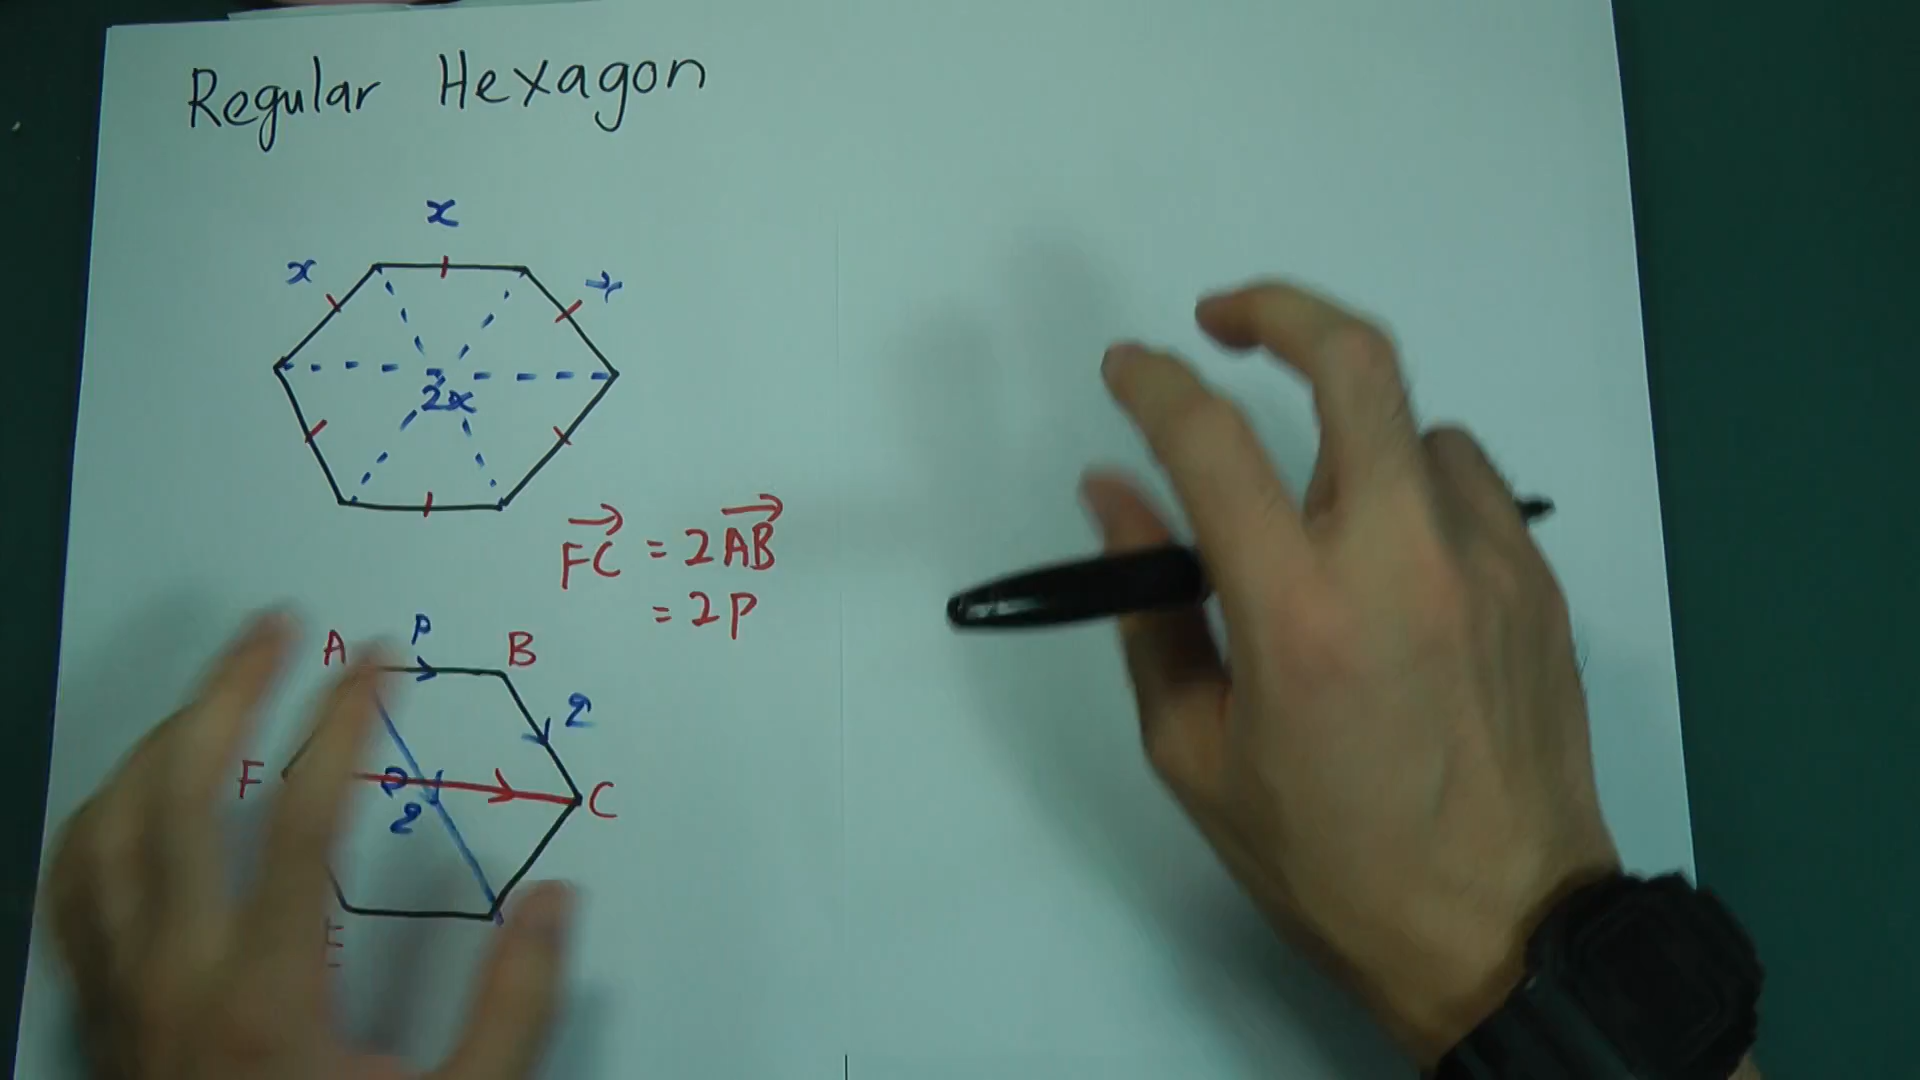 Regular Hexagon
x
x
x
2x
FC = 2AB
= 2P
A P B
q
F P C
q
E